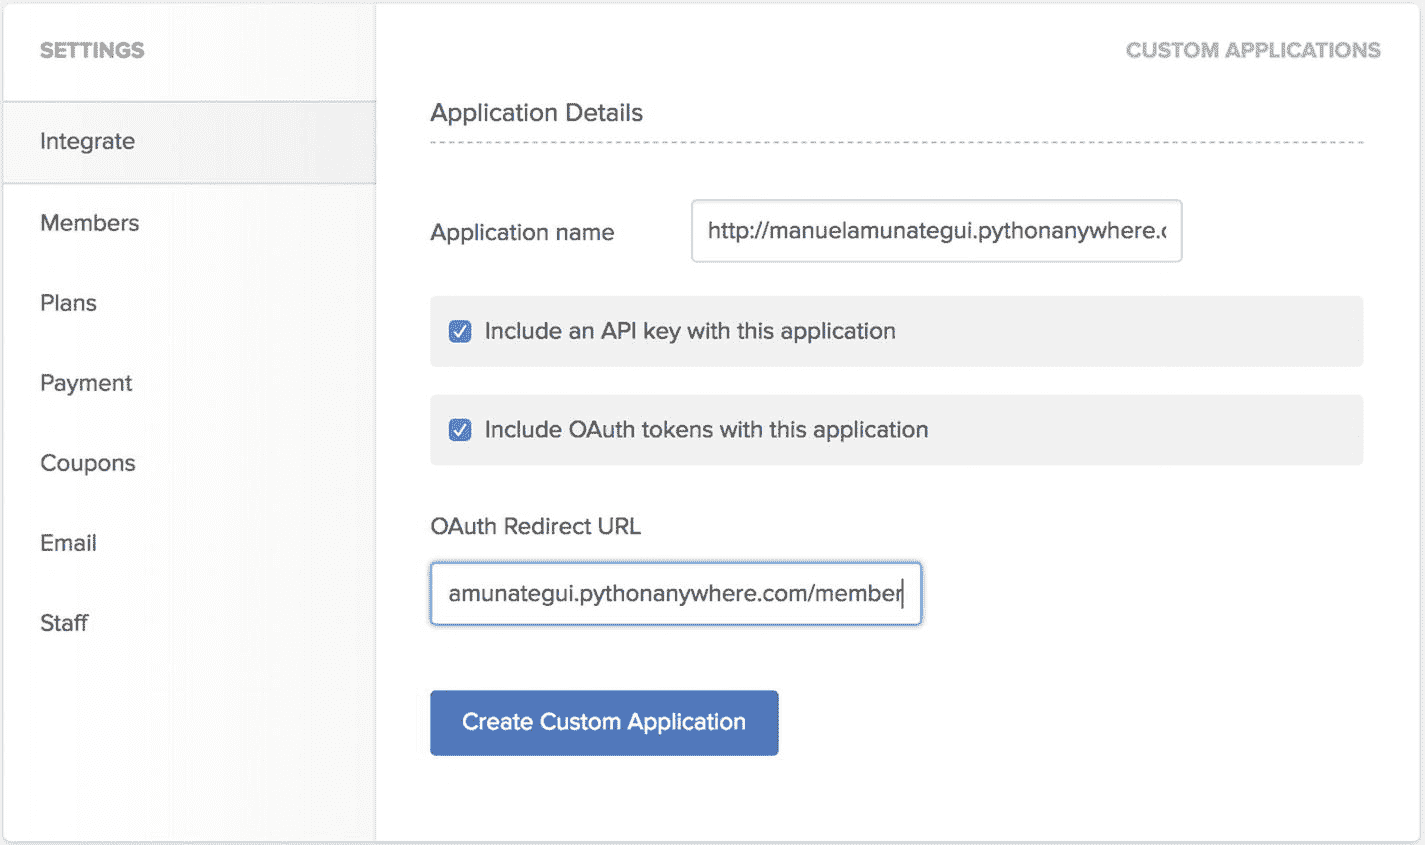 SETTINGS
CUSTOM APPLICATIONS
Integrate
Members
Plans
Payment
Coupons
Email
Staff
Application Details
Application name
http://manuelamunategui.pythonanywhere.c
Include an API key with this application
Include OAuth tokens with this application
OAuth Redirect URL
amunategui.pythonanywhere.com/member
Create Custom Application